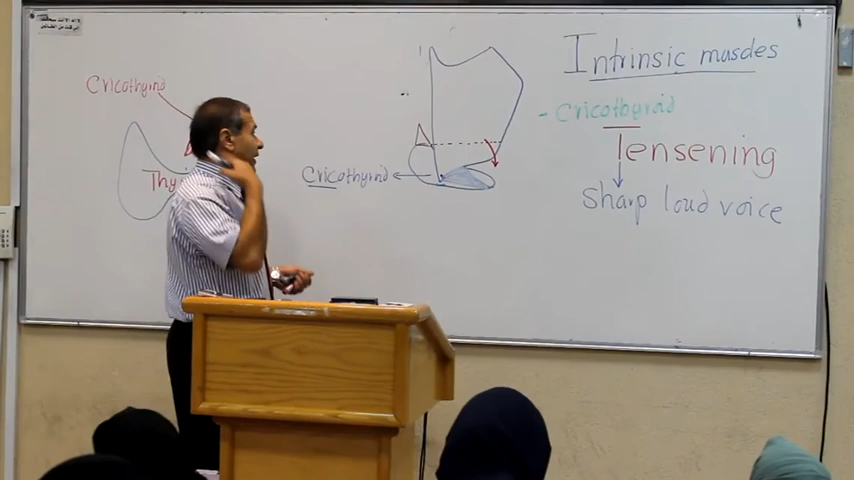 Intrinsic muscles
Cricothyroid
- Cricothyroid
Tensening
Cricothyroid
Thy
Sharp loud voice